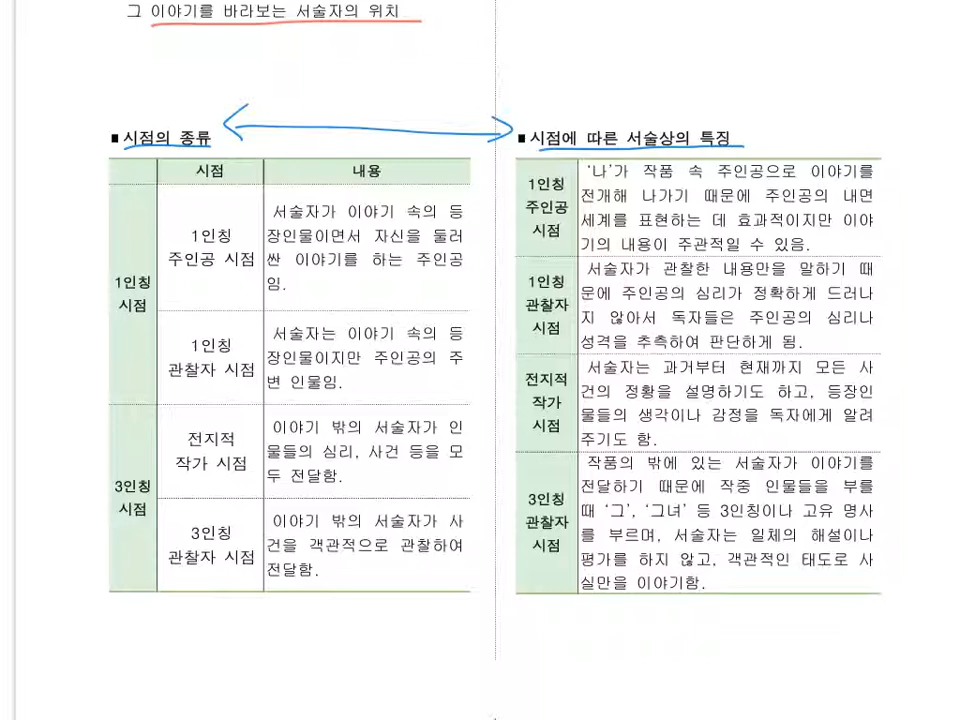 그 이야기를 바라보는 서술자의 위치
■ 시점의 종류
시점 내용
1인칭
시점
1인칭
주인공 시점
서술자가 이야기 속의 등
장인물이면서 자신을 둘러
싼 이야기를 하는 주인공
임.
1인칭
관찰자 시점
서술자는 이야기 속의 등
장인물이지만 주인공의 주
변 인물임.
3인칭
시점
전지적
작가 시점
이야기 밖의 서술자가 인
물들의 심리, 사건 등을 모
두 전달함.
3인칭
관찰자 시점
이야기 밖의 서술자가 사
건을 객관적으로 관찰하여
전달함.
■ 시점에 따른 서술상의 특징
1인칭
주인공
시점
‘나’가 작품 속 주인공으로 이야기를
전개해 나가기 때문에 주인공의 내면
세계를 표현하는 데 효과적이지만 이야
기의 내용이 주관적일 수 있음.
1인칭
관찰자
시점
서술자가 관찰한 내용만을 말하기 때
문에 주인공의 심리가 정확하게 드러나
지 않아서 독자들은 주인공의 심리나
성격을 추측하여 판단하게 됨.
전지적
작가
시점
서술자는 과거부터 현재까지 모든 사
건의 정황을 설명하기도 하고, 등장인
물들의 생각이나 감정을 독자에게 알려
주기도 함.
3인칭
관찰자
시점
작품의 밖에 있는 서술자가 이야기를
전달하기 때문에 작중 인물들을 부를
때 ‘그’, ‘그녀’ 등 3인칭이나 고유 명사
를 부르며, 서술자는 일체의 해설이나
평가를 하지 않고, 객관적인 태도로 사
실만을 이야기함.